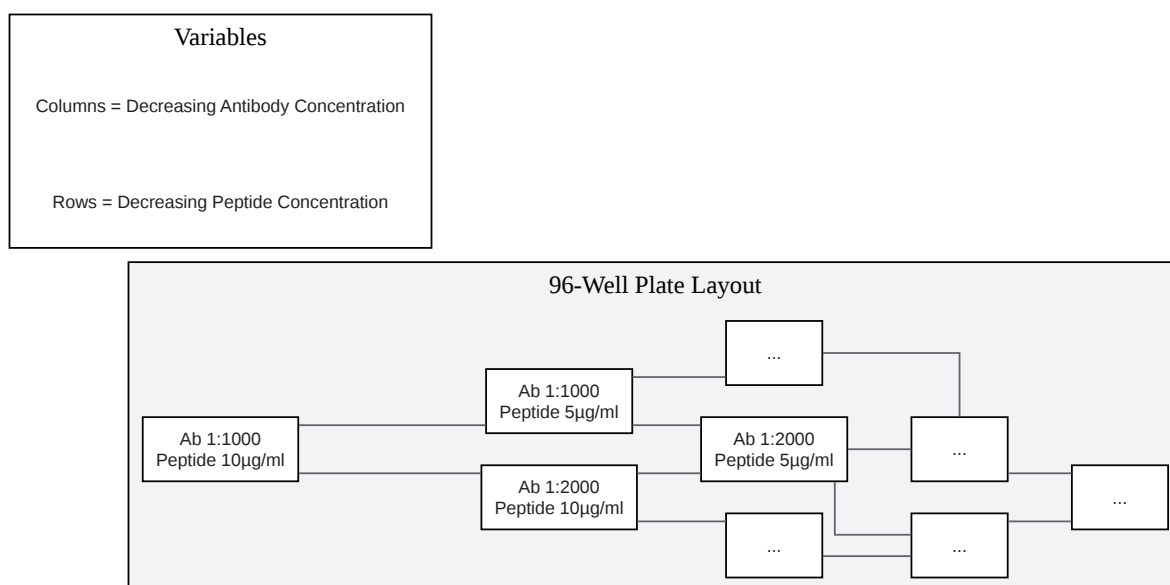 Variables
Columns = Decreasing Antibody Concentration
Rows = Decreasing Peptide Concentration
96-Well Plate Layout
...
Ab 1:1000
Peptide 5µg/ml
Ab 1:1000
Peptide 10µg/ml
Ab 1:2000
Peptide 5µg/ml
...
Ab 1:2000
Peptide 10µg/ml
...
...
...